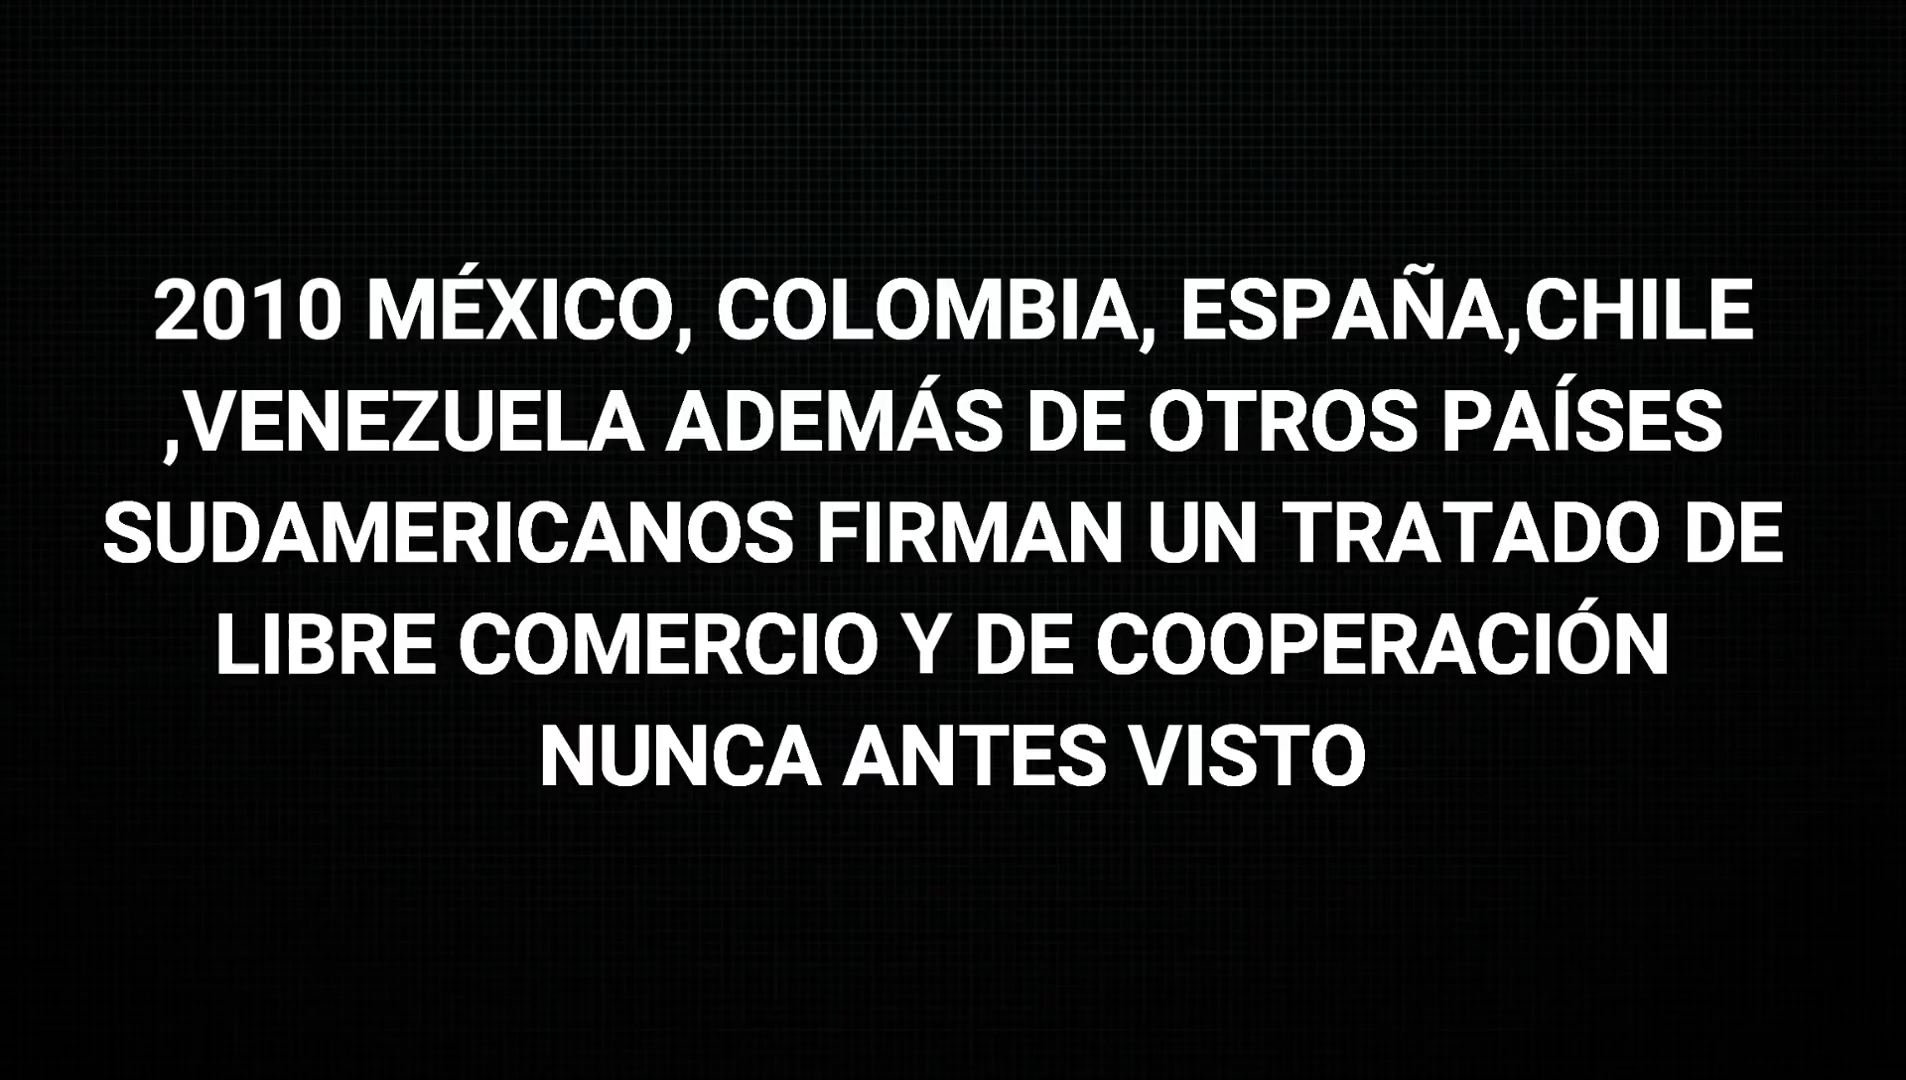 2010 MÉXICO, COLOMBIA, ESPAÑA,CHILE
,VENEZUELA ADEMÁS DE OTROS PAÍSES
SUDAMERICANOS FIRMAN UN TRATADO DE
LIBRE COMERCIO Y DE COOPERACIÓN
NUNCA ANTES VISTO